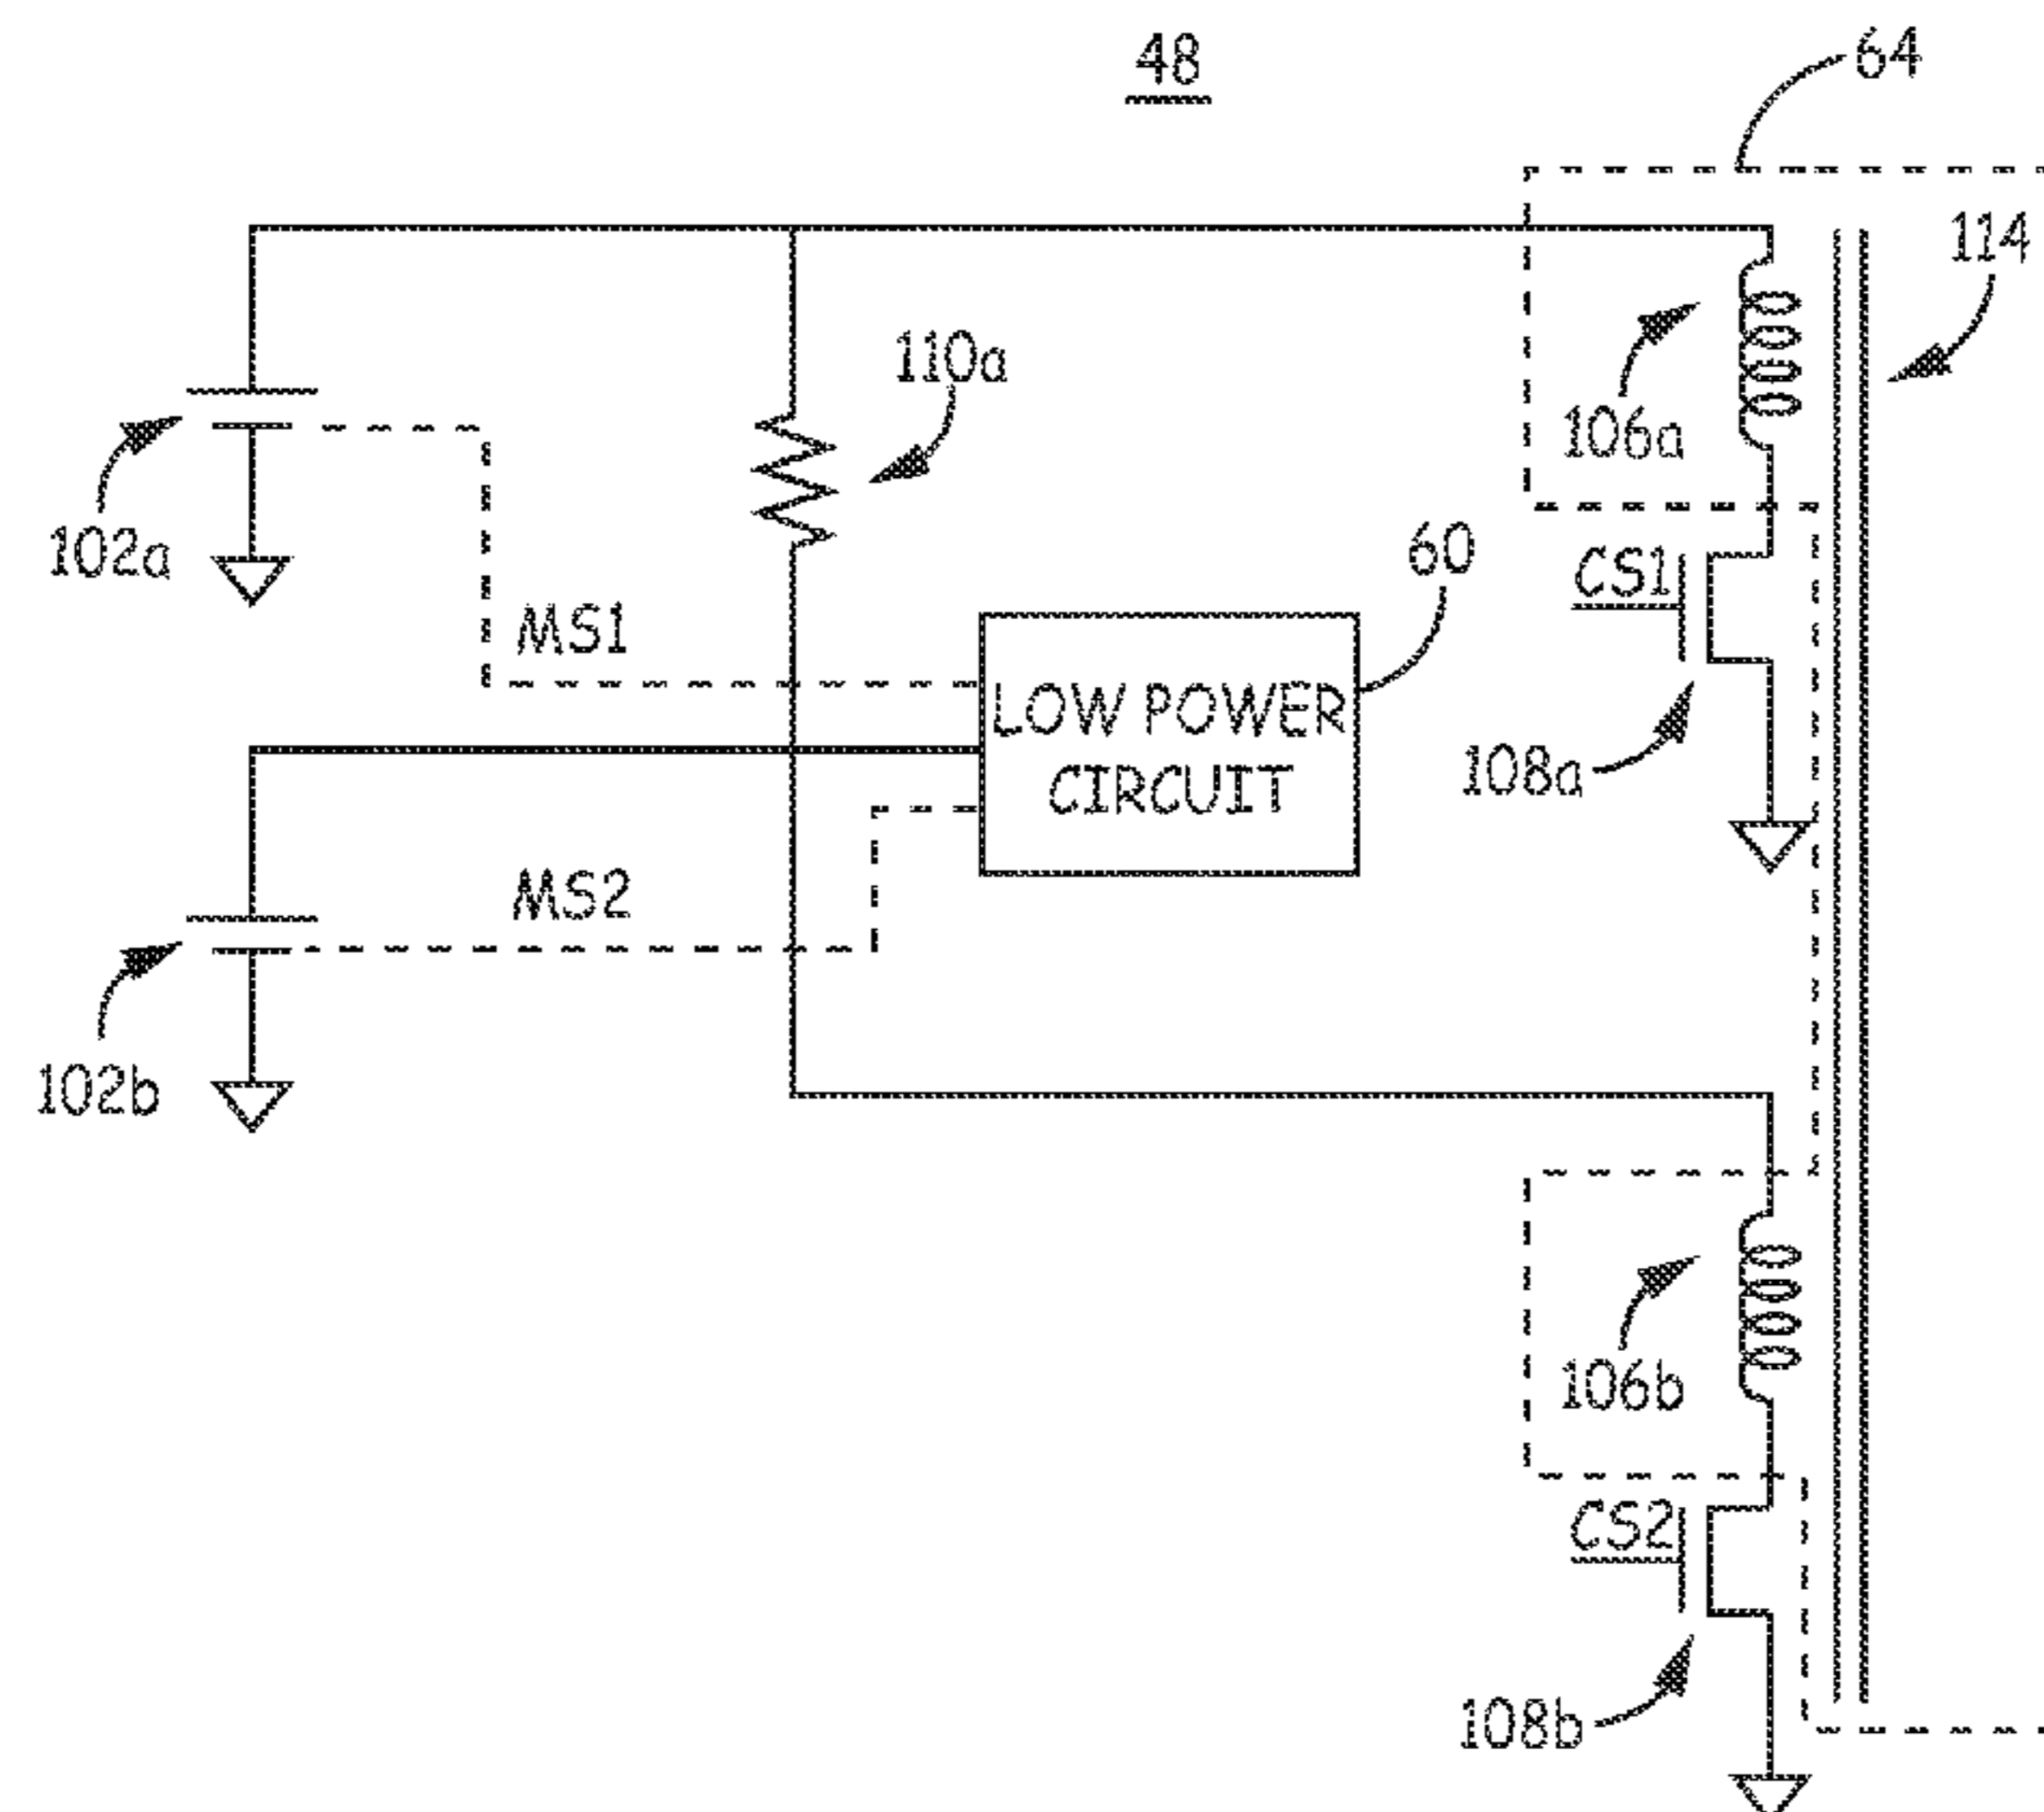 48
64
114
110a
106a
102a
CS1
60
MS1
LOW POWER
CIRCUIT
108a
MS2
102b
106b
CS2
108b